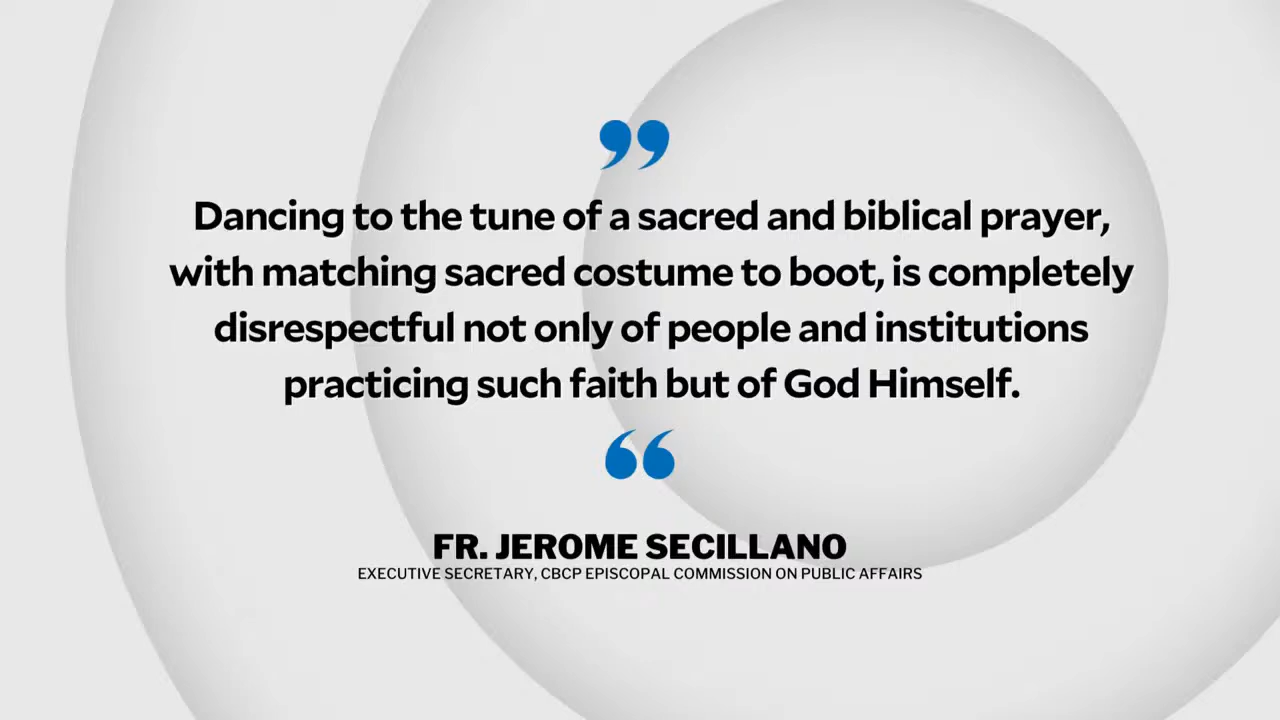 ”
Dancing to the tune of a sacred and biblical prayer,
with matching sacred costume to boot, is completely
disrespectful not only of people and institutions
practicing such faith but of God Himself.
“
FR. JEROME SECILLANO
EXECUTIVE SECRETARY, CBCP EPISCOPAL COMMISSION ON PUBLIC AFFAIRS